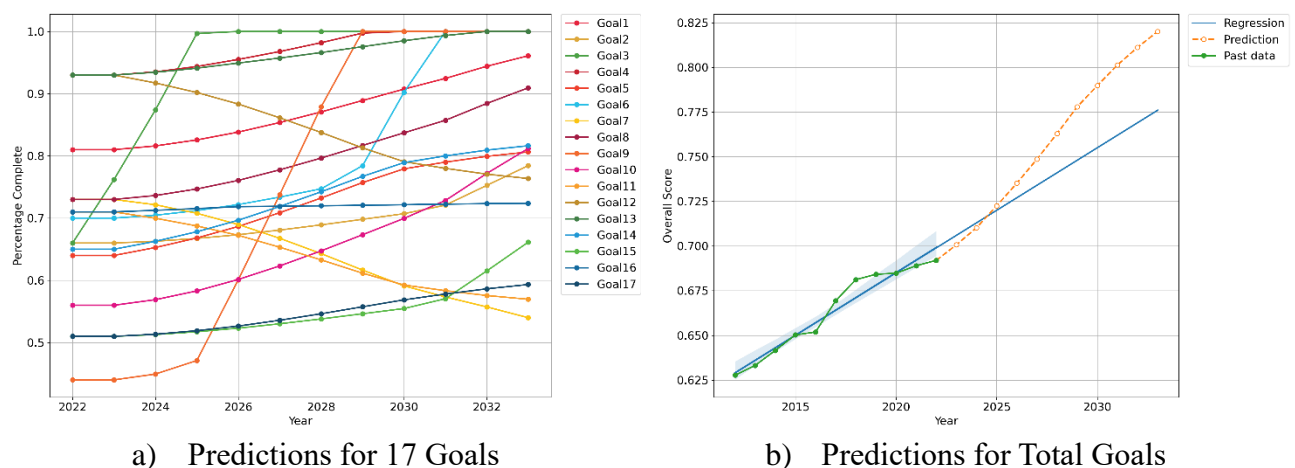 Percentage Complete
1.0
0.9
0.8
0.7
0.6
0.5
2022
2024
2026
2028
2030
2032
Year
Goal1
Goal2
Goal3
Goal4
Goal5
Goal6
Goal7
Goal8
Goal9
Goal10
Goal11
Goal12
Goal13
Goal14
Goal15
Goal16
Goal17
a) Predictions for 17 Goals
Overall Score
0.825
0.800
0.775
0.750
0.725
0.700
0.675
0.650
0.625
2015
2020
2025
2030
Year
Regression
Prediction
Past data
b) Predictions for Total Goals